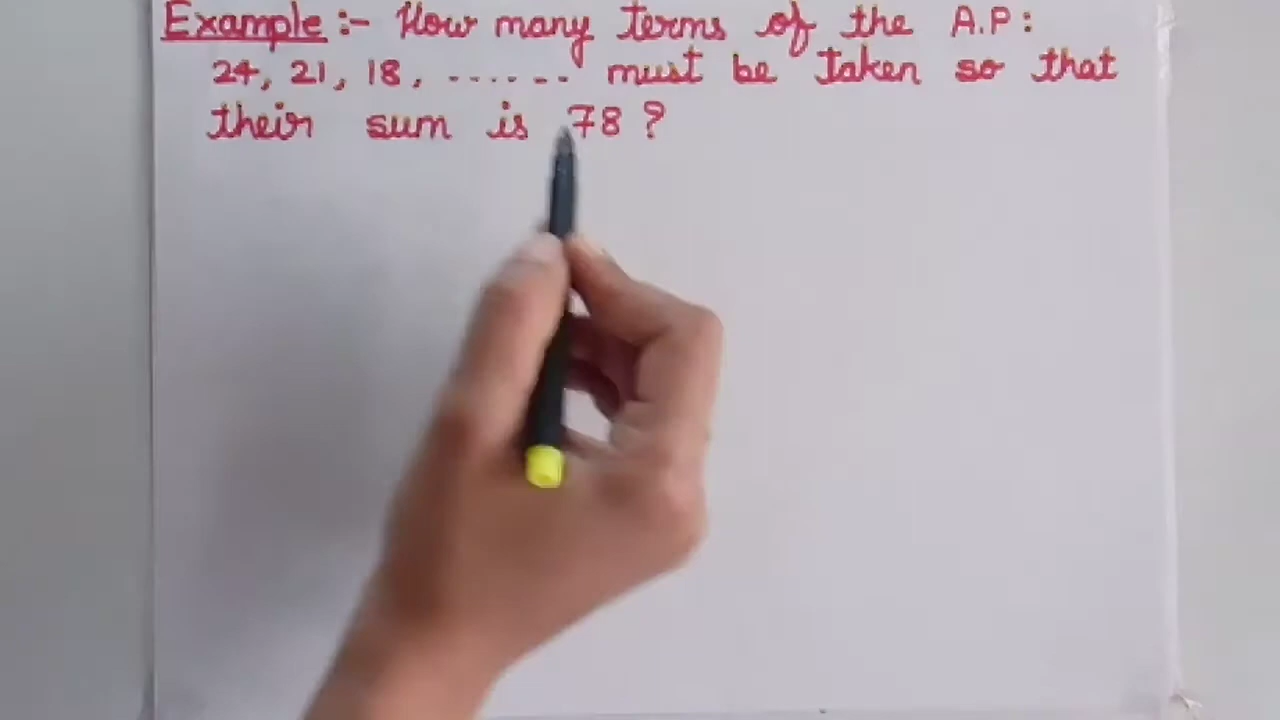 Example :- How many terms of the A.P :
24, 21, 18, ...... must be taken so that
their sum is 78 ?